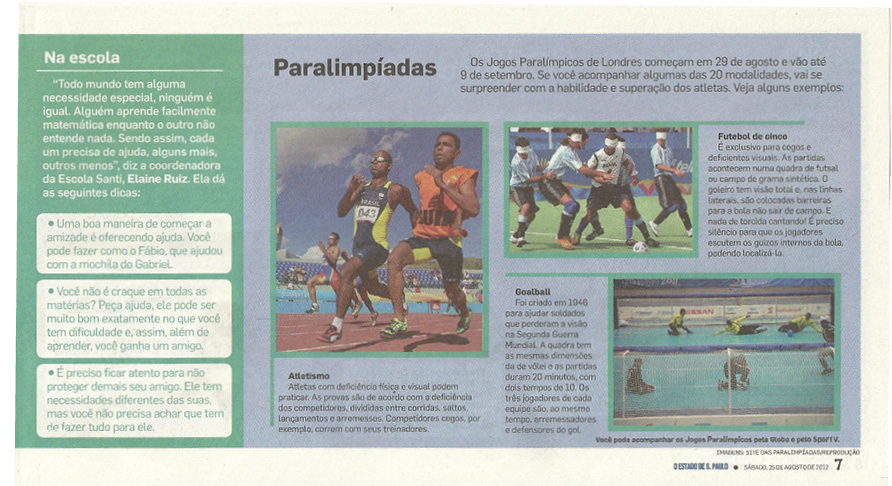 Na escola
"Todo mundo tem alguma
necessidade especial, ninguém é
igual. Alguém aprende facilmente
matemática enquanto o outro não
entende nada. Sendo assim, cada
um precisa de ajuda, alguns mais,
outros menos", diz a coordenadora
da Escola Santi, Elaine Ruiz. Ela dá
as seguintes dicas:
• Uma boa maneira de começar a
amizade é oferecendo ajuda. Você
pode fazer como o Fábio, que ajudou
com a mochila do Gabriel.
• Você não é craque em todas as
matérias? Peça ajuda, ele pode ser
muito bom exatamente no que você
tem dificuldade e, assim, além de
aprender, você ganha um amigo.
• É preciso ficar atento para não
proteger demais seu amigo. Ele tem
necessidades diferentes das suas,
mas você não precisa achar que tem
de fazer tudo para ele.
Paralimpíadas
Os Jogos Paralímpicos de Londres começam em 29 de agosto e vão até
9 de setembro. Se você acompanhar algumas das 20 modalidades, vai se
surpreender com a habilidade e superação dos atletas. Veja alguns exemplos:
BRASIL
043
GUIA
Atletismo
Atletas com deficiência física e visual podem
praticar. As provas são de acordo com a deficiência
dos competidores, divididas entre corridas, saltos,
lançamentos e arremessos. Competidores cegos, por
exemplo, correm com seus treinadores.
Futebol de cinco
É exclusivo para cegos e
deficientes visuais. As partidas
acontecem numa quadra de futsal
ou campo de grama sintética. O
goleiro tem visão total e, nas linhas
laterais, são colocadas barreiras
para a bola não sair de campo. E
nada de torcida cantando! É preciso
silêncio para que os jogadores
escutem os guizos internos da bola,
podendo localizá-la.
Goalball
Foi criado em 1946
para ajudar soldados
que perderam a visão
na Segunda Guerra
Mundial. A quadra tem
as mesmas dimensões
da de vôlei e as partidas
duram 20 minutos, com
dois tempos de 10. Os
três jogadores de cada
equipe são, ao mesmo
tempo, arremessadores
e defensores do gol.
Você pode acompanhar os Jogos Paralímpicos pela Globo e pelo SporTV.
IMAGENS: SITE DAS PARALIMPÍADAS/REPRODUÇÃO
O ESTADO DE S. PAULO • SÁBADO, 25 DE AGOSTO DE 2012 7